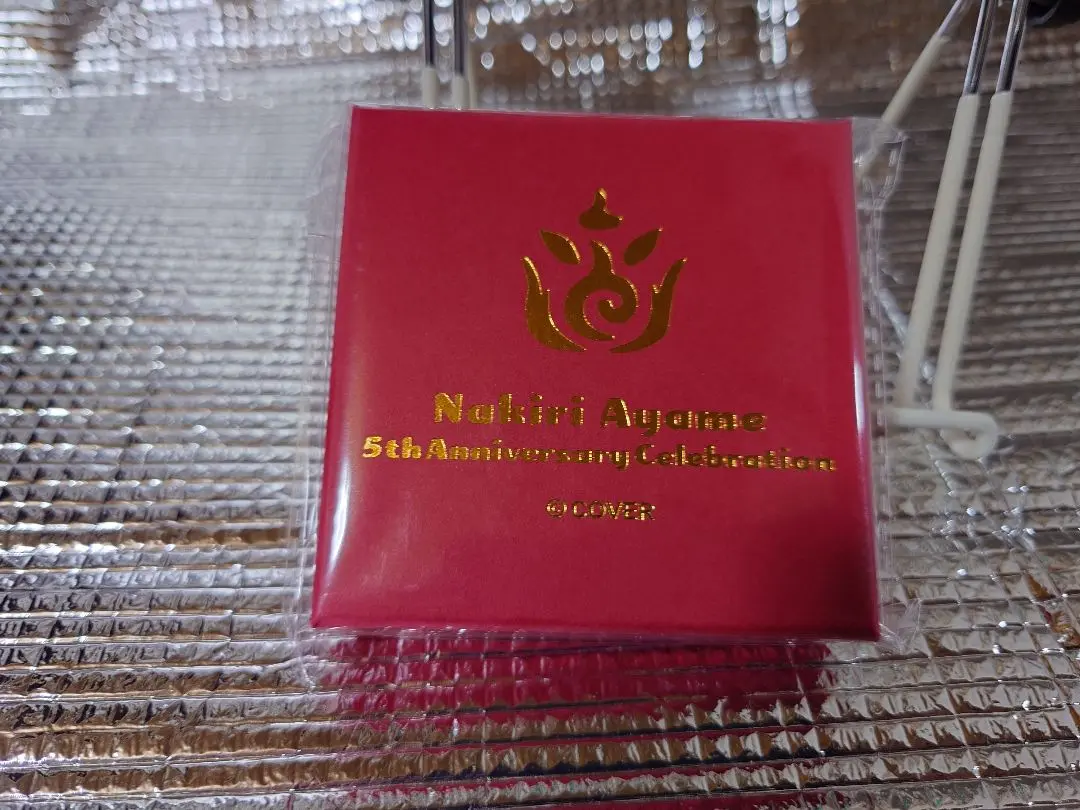 Nakiri Ayame
5th Anniversary Celebration
© COVER